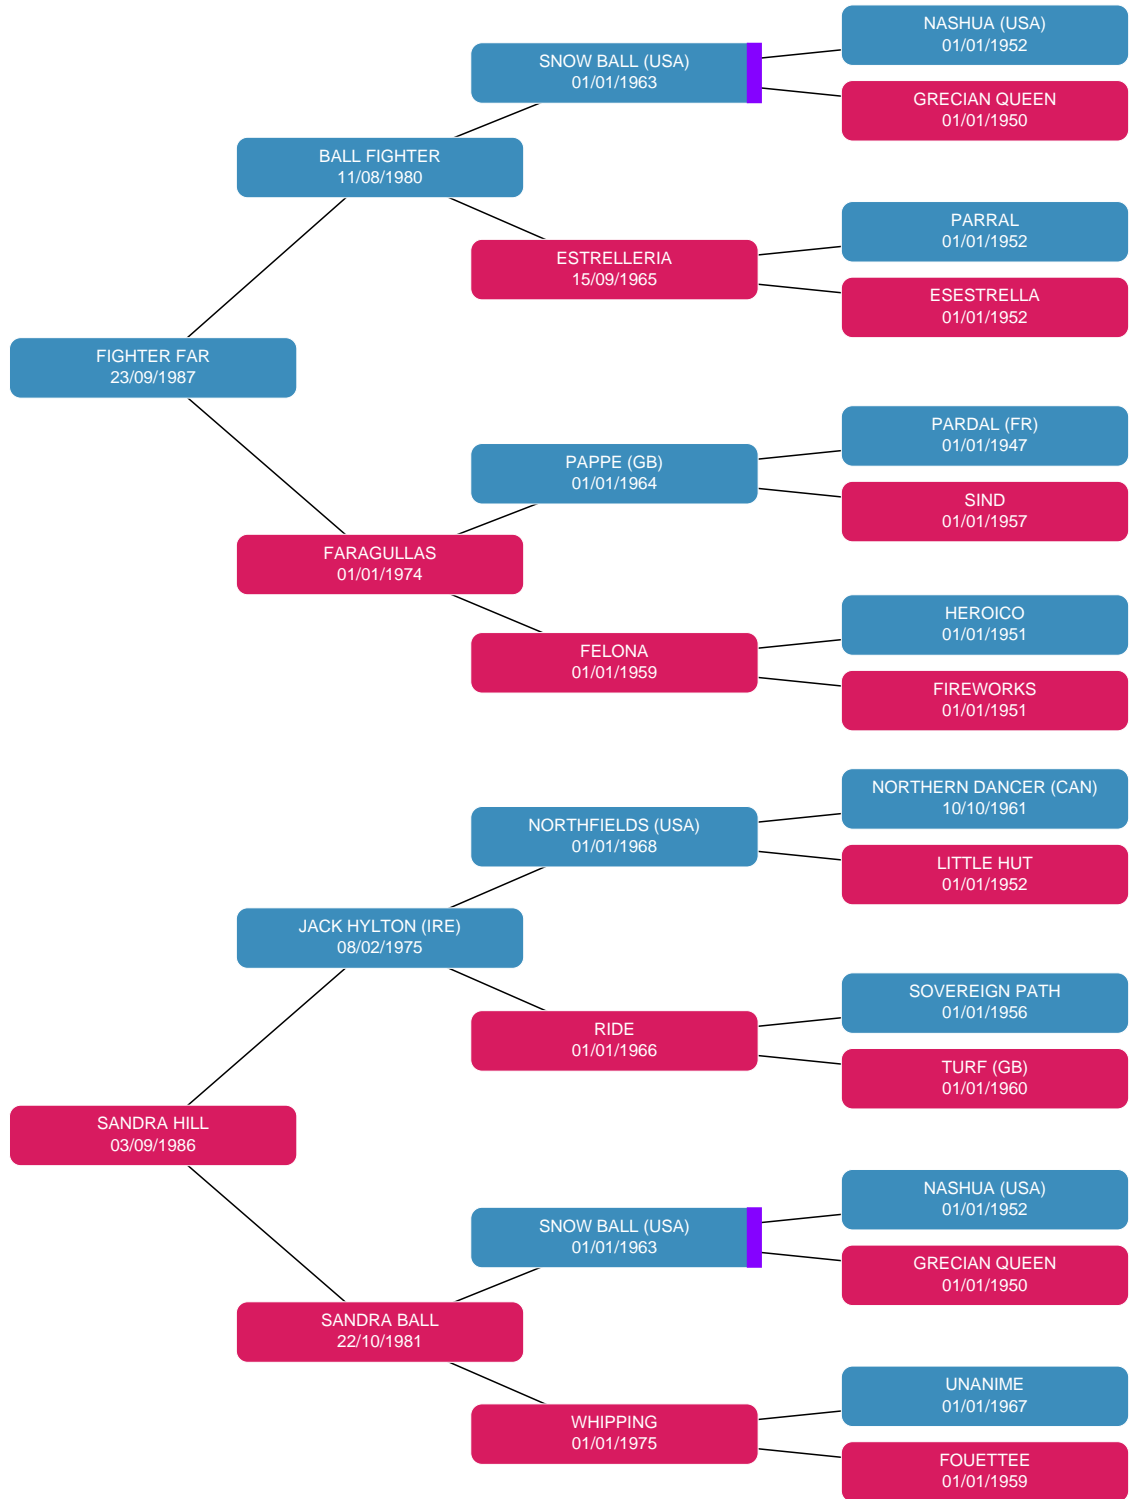 NASHUA (USA)
01/01/1952
SNOW BALL (USA)
01/01/1963
GRECIAN QUEEN
01/01/1950
BALL FIGHTER
11/08/1980
PARRAL
01/01/1952
ESTRELLERIA
15/09/1965
ESESTRELLA
01/01/1952
FIGHTER FAR
23/09/1987
PARDAL (FR)
01/01/1947
PAPPE (GB)
01/01/1964
SIND
01/01/1957
FARAGULLAS
01/01/1974
HEROICO
01/01/1951
FELONA
01/01/1959
FIREWORKS
01/01/1951
NORTHERN DANCER (CAN)
10/10/1961
NORTHFIELDS (USA)
01/01/1968
LITTLE HUT
01/01/1952
JACK HYLTON (IRE)
08/02/1975
SOVEREIGN PATH
01/01/1956
RIDE
01/01/1966
TURF (GB)
01/01/1960
SANDRA HILL
03/09/1986
NASHUA (USA)
01/01/1952
SNOW BALL (USA)
01/01/1963
GRECIAN QUEEN
01/01/1950
SANDRA BALL
22/10/1981
UNANIME
01/01/1967
WHIPPING
01/01/1975
FOUETTEE
01/01/1959